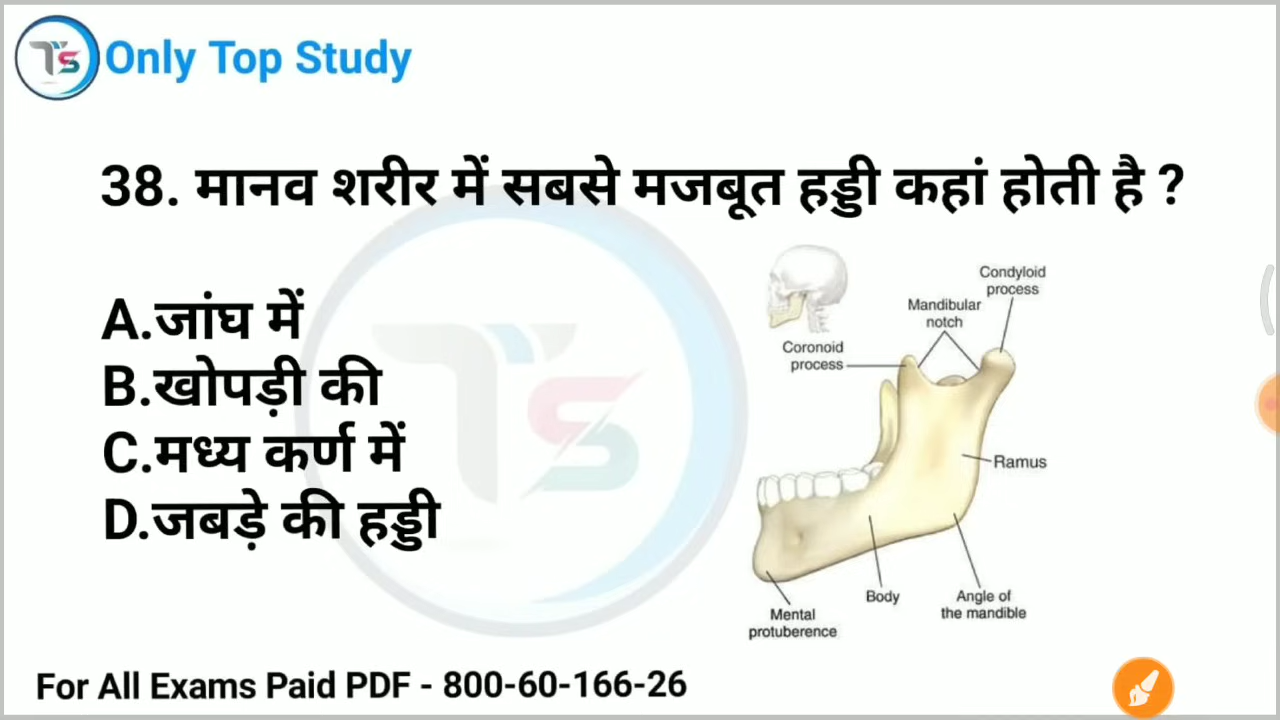 TS Only Top Study
38. मानव शरीर में सबसे मजबूत हड्डी कहां होती है ?
A.जांघ में
B.खोपड़ी की
C.मध्य कर्ण में
D.जबड़े की हड्डी
TS
Condyloid
process
Mandibular
notch
Coronoid
process
Ramus
Body
Angle of
the mandible
Mental
protuberence
For All Exams Paid PDF - 800-60-166-26